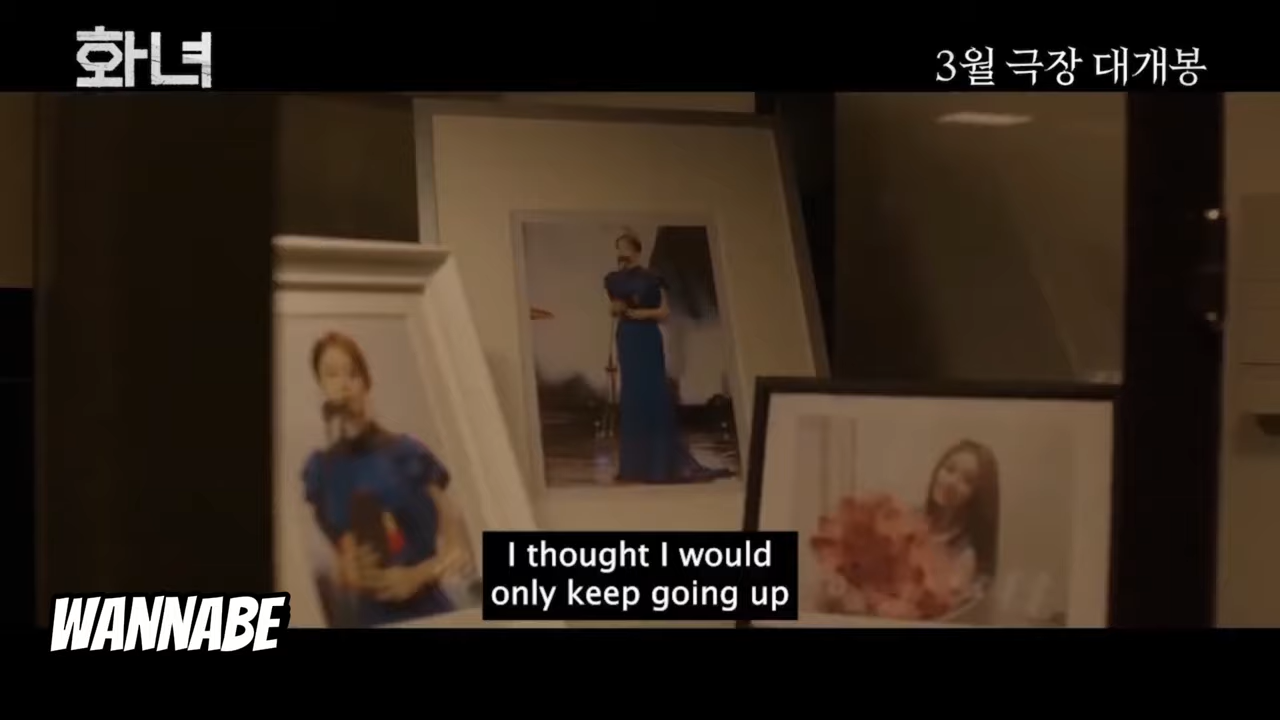 화녀
3월 극장 대개봉
I thought I would
only keep going up
WANNABE